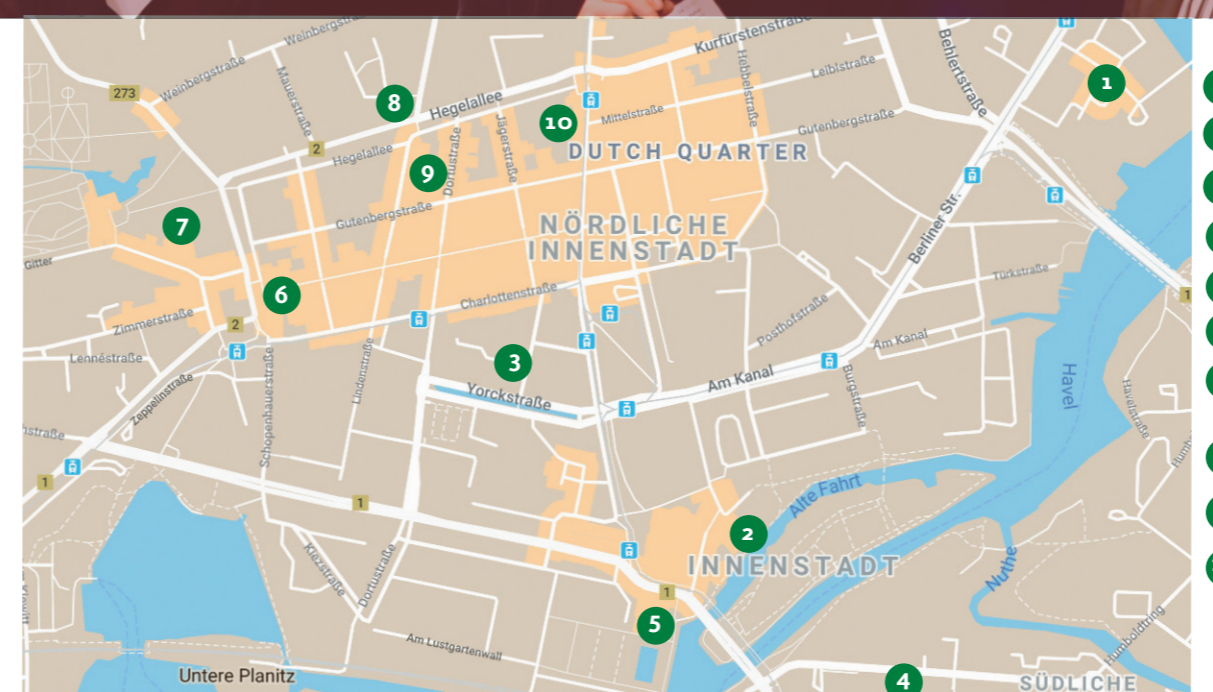 Weinbergstraße
Kurfürstenstraße
Behlertstraße
1
273
Weinbergstraße
Mauerstraße
8
Hegelallee
Hebbelstraße
Leiblstraße
10
Mittelstraße
Gutenbergstraße
2
Hegelallee
Jägerstraße
Dortustraße
DUTCH QUARTER
9
Gutenbergstraße
7
NÖRDLICHE
INNENSTADT
Berliner Str.
Gitter
Türkstraße
6
Charlottenstraße
1
Zimmerstraße
2
Posthofstraße
Am Kanal
Lennéstraße
3
Lindenstraße
Schopenhauerstraße
Zeppelinstraße
Yorckstraße
Am Kanal
Burgstraße
Havel
Havelstraße
1
1
Alte Fahrt
2
INNENSTADT
Kiezstraße
Dortustraße
Nuthe
1
5
Am Lustgartenwall
Humboldtring
Untere Planitz
4
SÜDLICHE